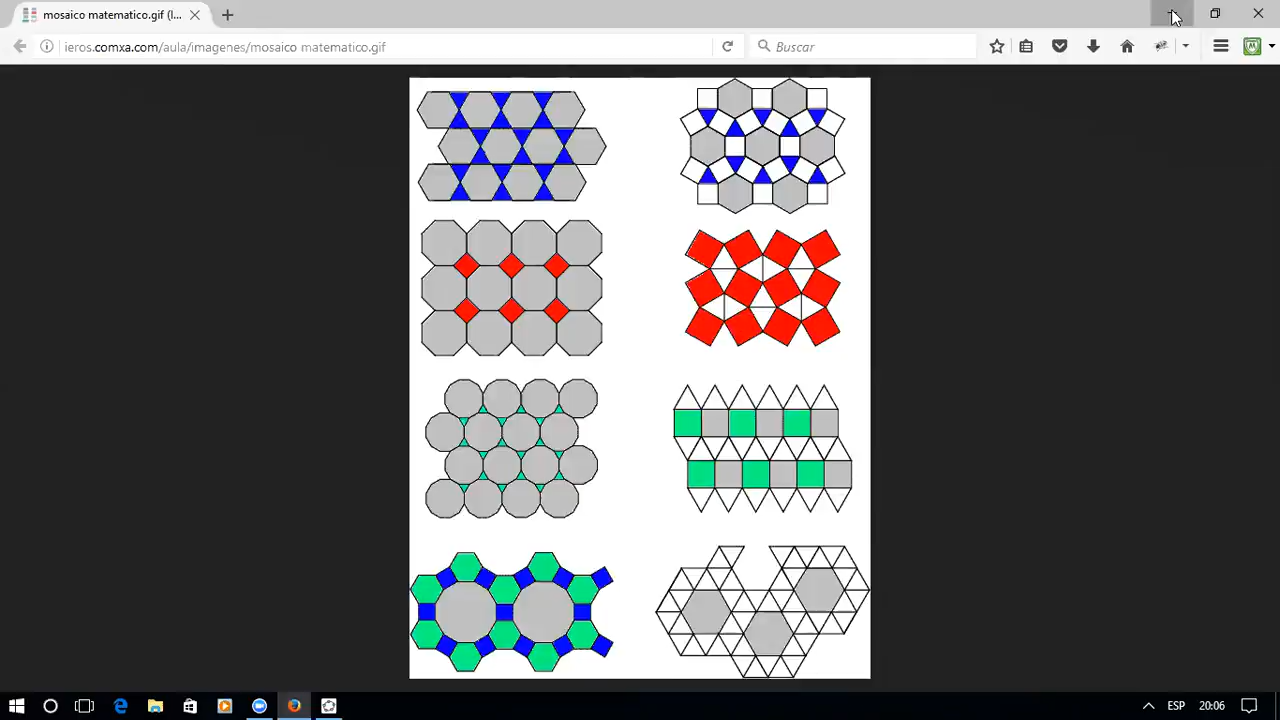 mosaico matematico.gif (I...
ieros.comxa.com/aula/imagenes/mosaico matematico.gif
Buscar
ESP
20:06